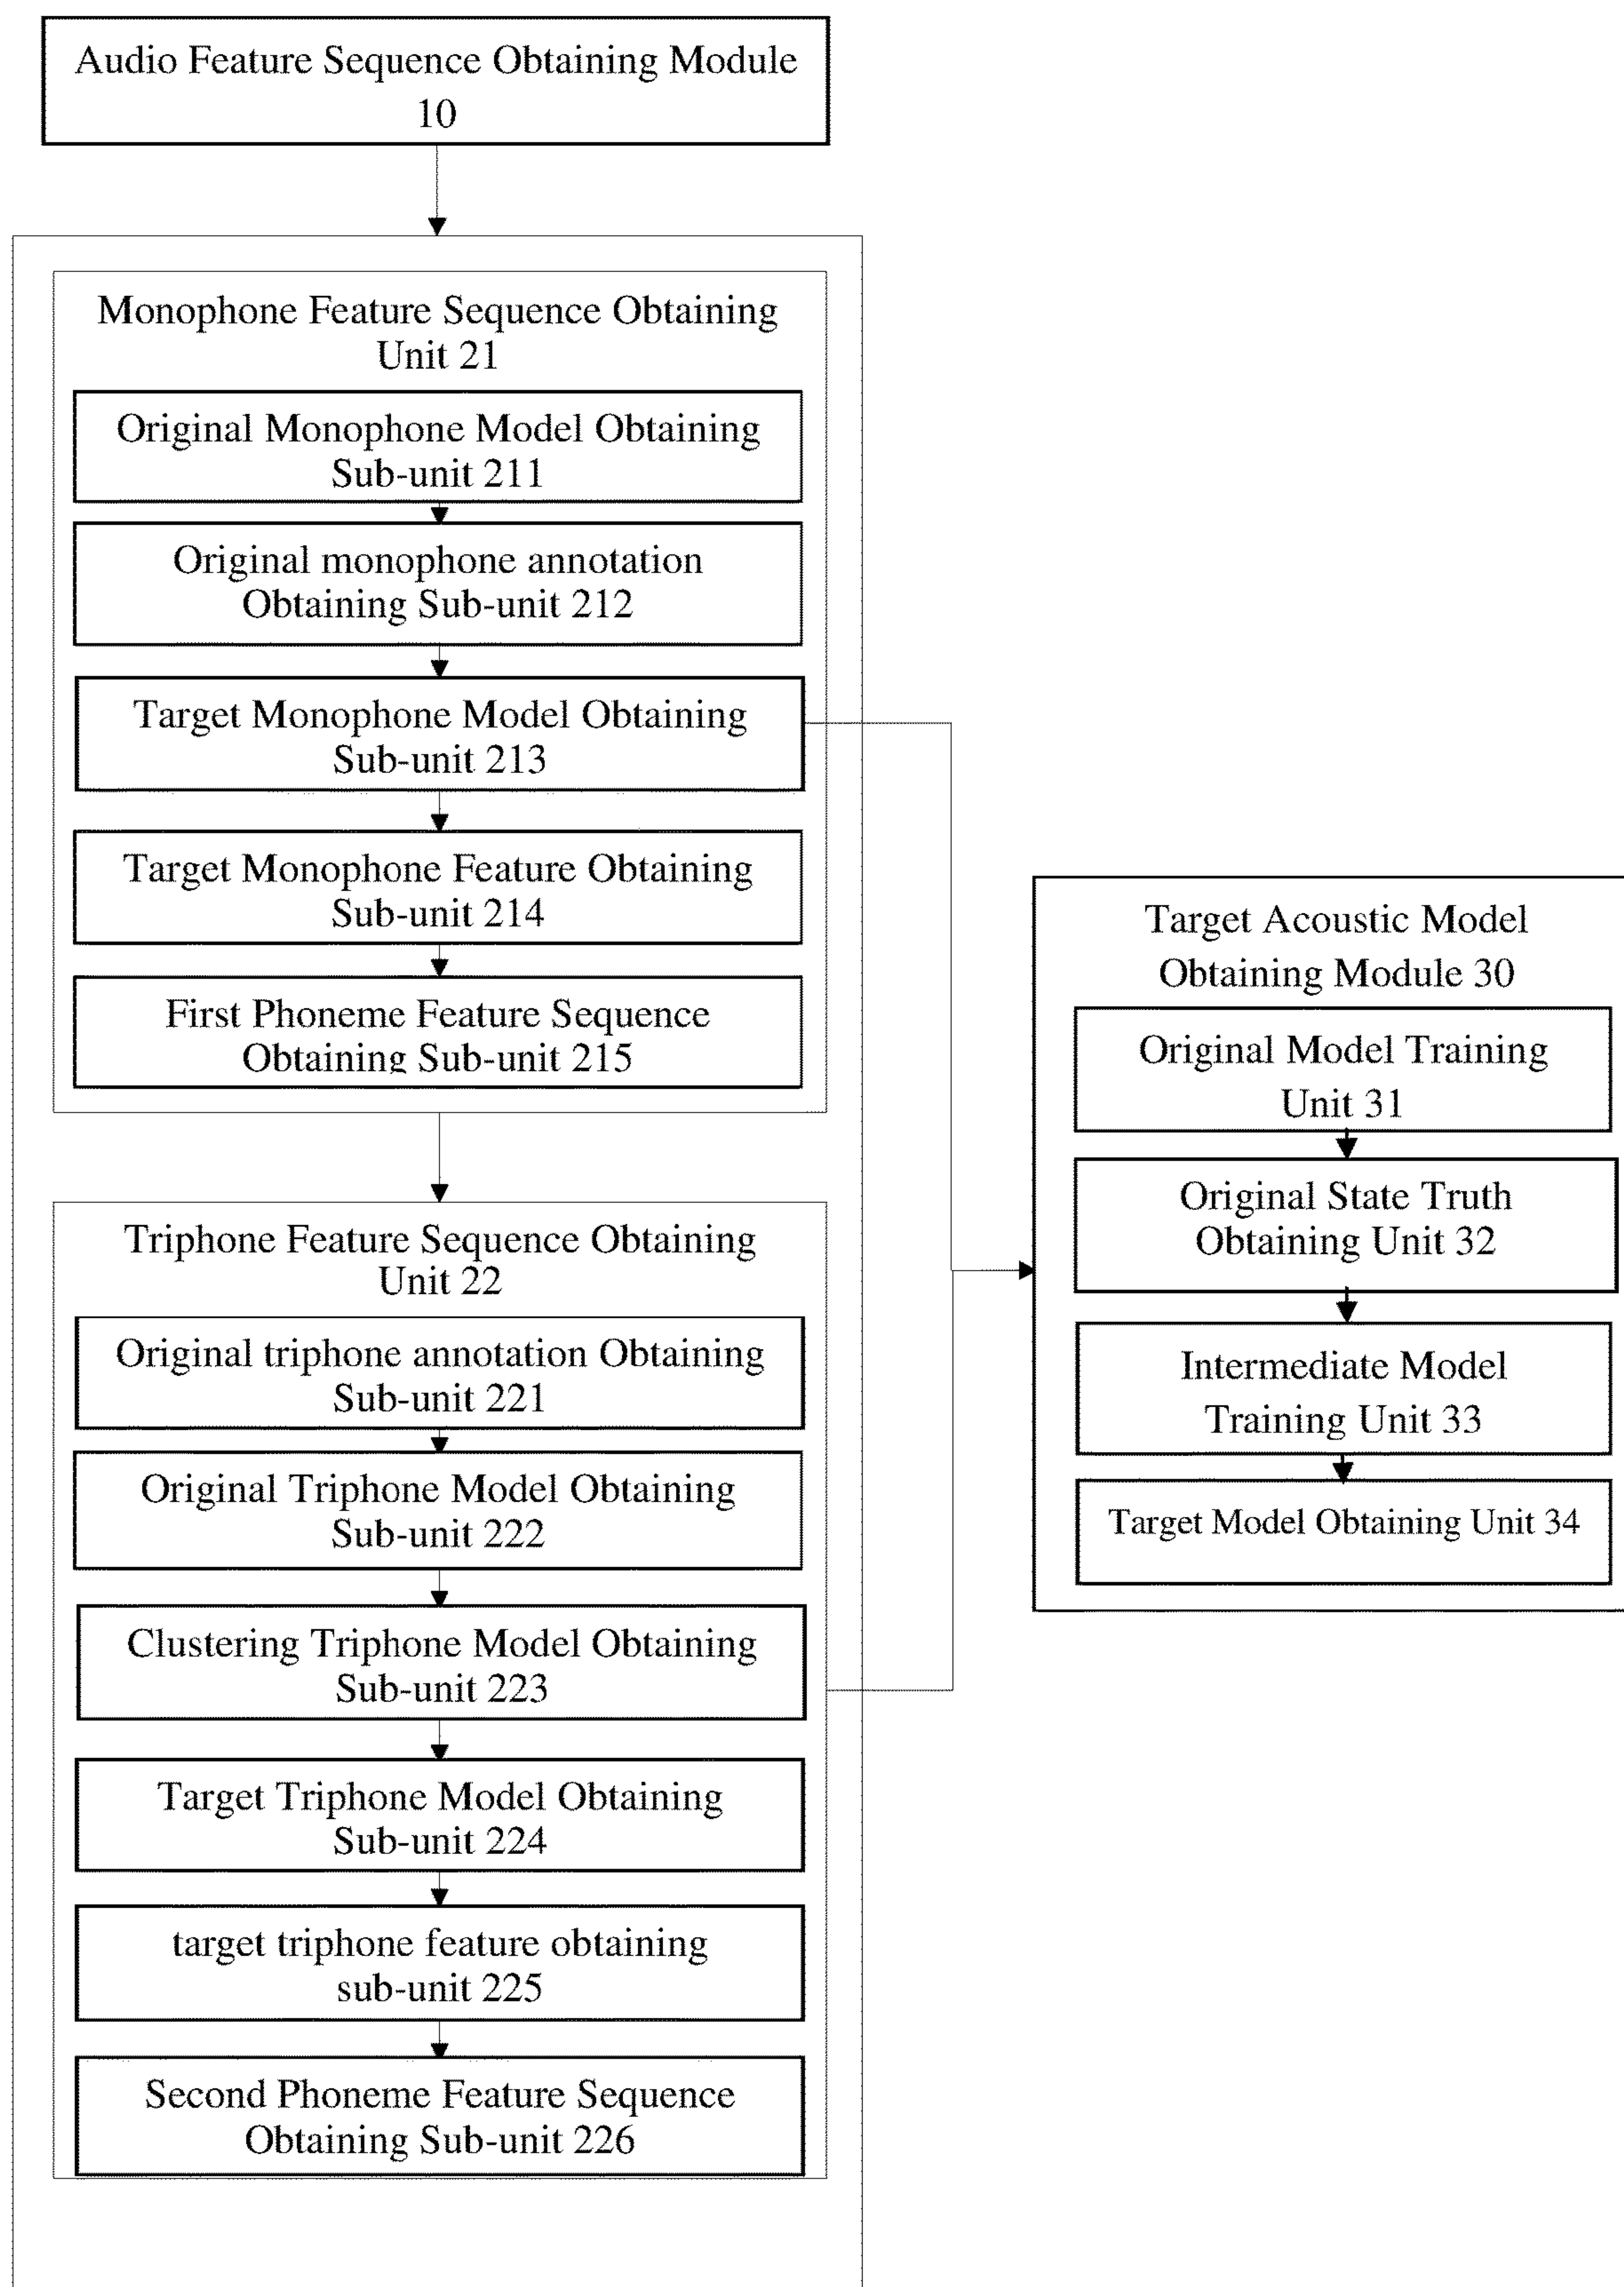 Audio Feature Sequence Obtaining Module
10
Monophone Feature Sequence Obtaining
Unit 21
Original Monophone Model Obtaining
Sub-unit 211
Original monophone annotation
Obtaining Sub-unit 212
Target Monophone Model Obtaining
Sub-unit 213
Target Monophone Feature Obtaining
Sub-unit 214
First Phoneme Feature Sequence
Obtaining Sub-unit 215
Triphone Feature Sequence Obtaining
Unit 22
Original triphone annotation Obtaining
Sub-unit 221
Original Triphone Model Obtaining
Sub-unit 222
Clustering Triphone Model Obtaining
Sub-unit 223
Target Triphone Model Obtaining
Sub-unit 224
target triphone feature obtaining
sub-unit 225
Second Phoneme Feature Sequence
Obtaining Sub-unit 226
Target Acoustic Model
Obtaining Module 30
Original Model Training
Unit 31
Original State Truth
Obtaining Unit 32
Intermediate Model
Training Unit 33
Target Model Obtaining Unit 34